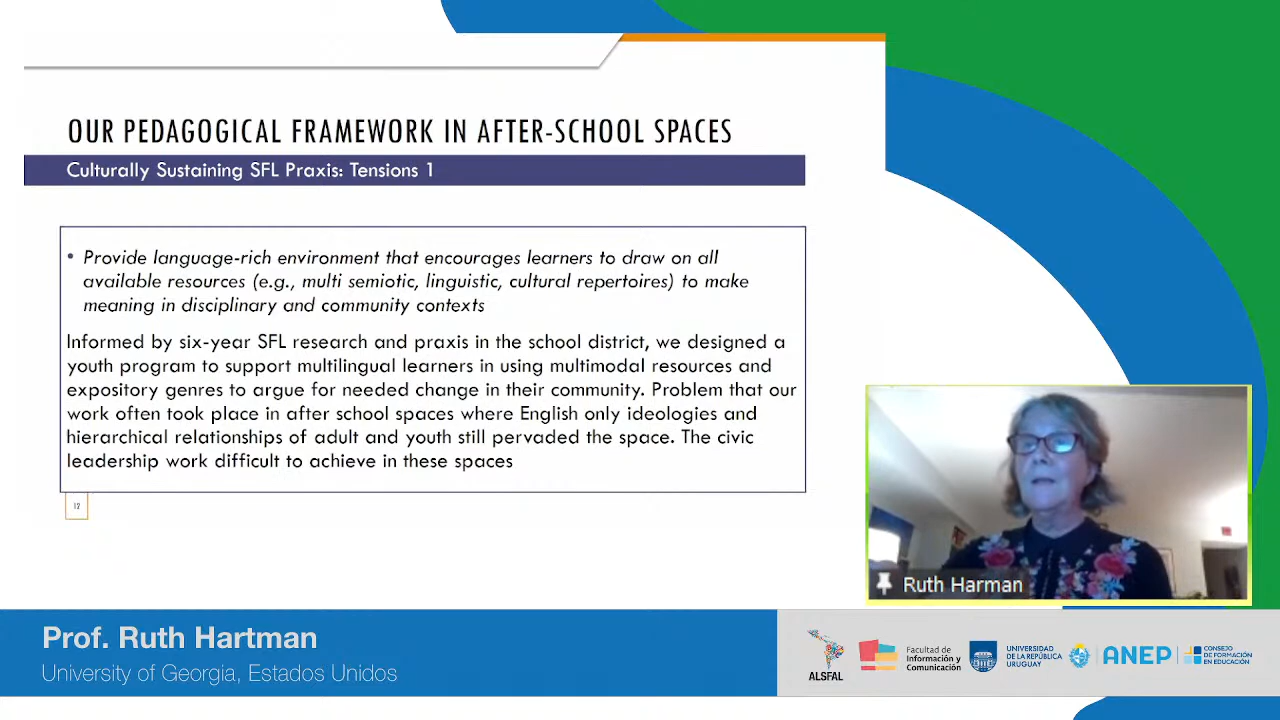 OUR PEDAGOGICAL FRAMEWORK IN AFTER-SCHOOL SPACES
Culturally Sustaining SFL Praxis: Tensions 1
• Provide language-rich environment that encourages learners to draw on all
available resources (e.g., multi semiotic, linguistic, cultural repertoires) to make
meaning in disciplinary and community contexts
Informed by six-year SFL research and praxis in the school district, we designed a
youth program to support multilingual learners in using multimodal resources and
expository genres to argue for needed change in their community. Problem that our
work often took place in after school spaces where English only ideologies and
hierarchical relationships of adult and youth still pervaded the space. The civic
leadership work difficult to achieve in these spaces
12
Ruth Harman
Prof. Ruth Hartman
University of Georgia, Estados Unidos
ALSFAL
Facultad de
Información y
Comunicación
UNIVERSIDAD
DE LA REPÚBLICA
URUGUAY
ANEP
CONSEJO
DE FORMACIÓN
EN EDUCACIÓN